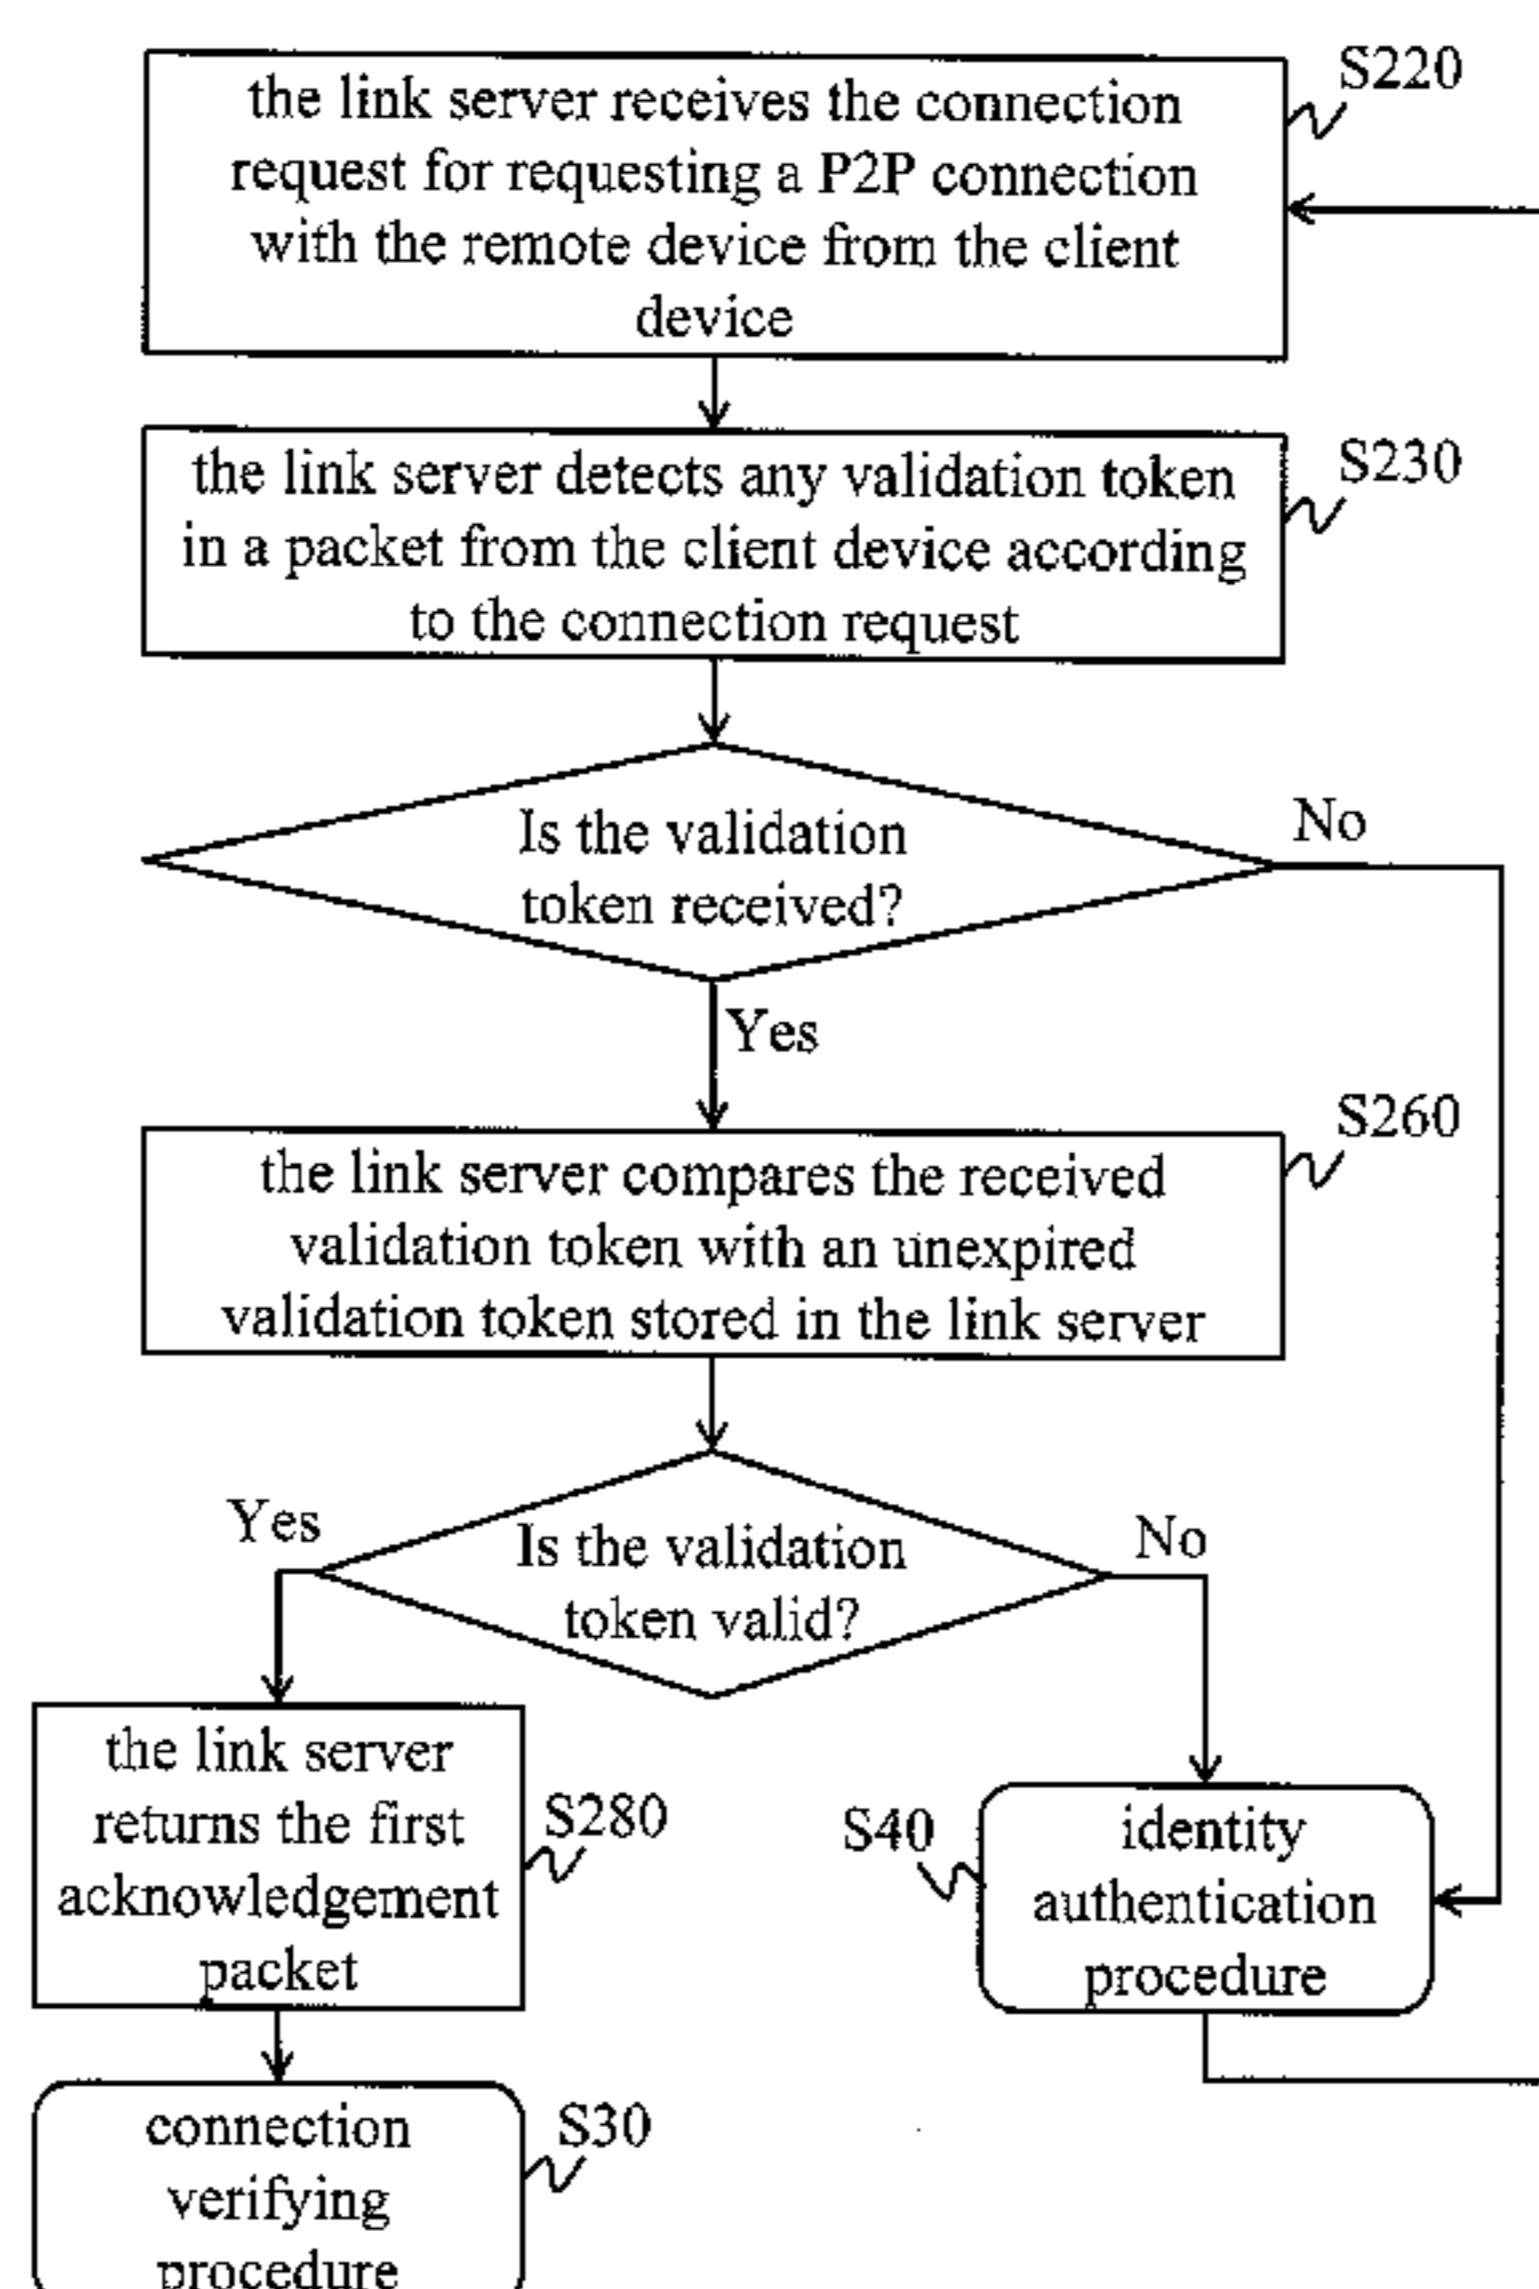 S220
the link server receives the connection
request for requesting a P2P connection
with the remote device from the client
device
S230
the link server detects any validation token
in a packet from the client device according
to the connection request
Is the validation
token received?
No
Yes
S260
the link server compares the received
validation token with an unexpired
validation token stored in the link server
Is the validation
token valid?
Yes
No
the link server
returns the first
acknowledgement
packet
S280
S40
identity
authentication
procedure
connection
verifying
procedure
S30